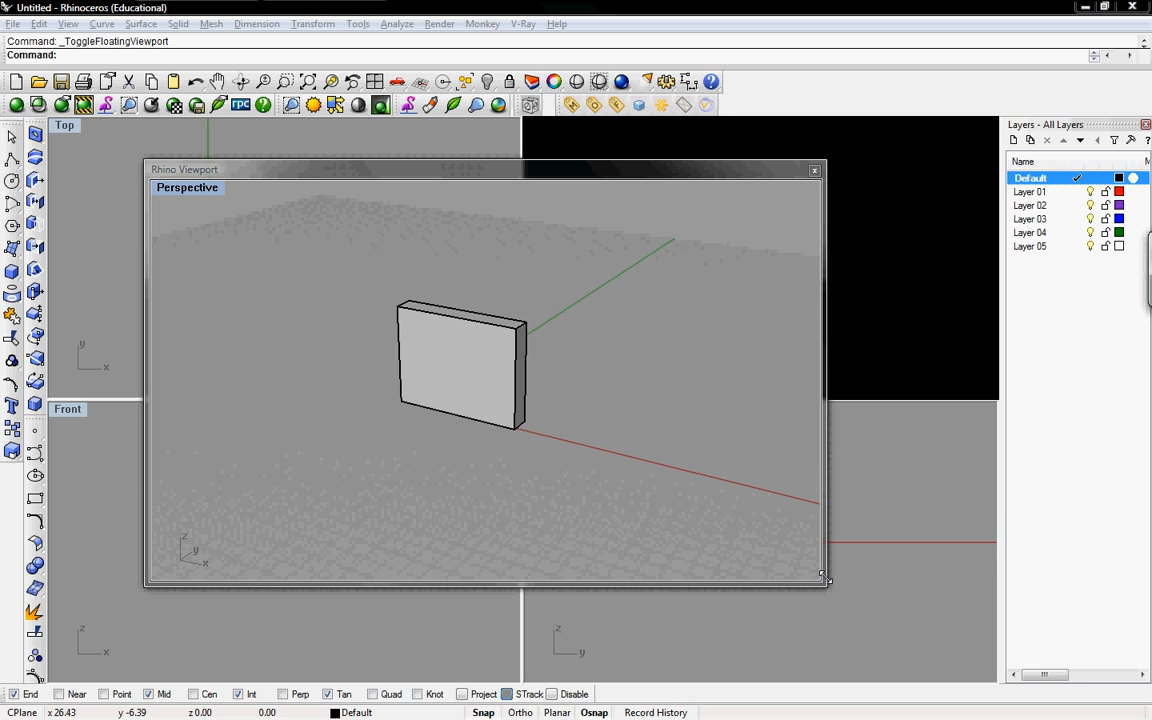 Untitled - Rhinoceros (Educational)
File Edit View Curve Surface Solid Mesh Dimension Transform Tools Analyze Render Monkey V-Ray Help
Command: _ToggleFloatingViewport
Command:
rpc
Top
Layers - All Layers
Rhino Viewport
Name M
Perspective
Default
Layer 01
Layer 02
Layer 03
Layer 04
Layer 05
y
x
Front
z
y
x
z
x
z
y
End Near Point Mid Cen Int Perp Tan Quad Knot Project STrack Disable
CPlane x 26.43 y -6.39 z 0.00 0.00 Default Snap Ortho Planar Osnap Record History